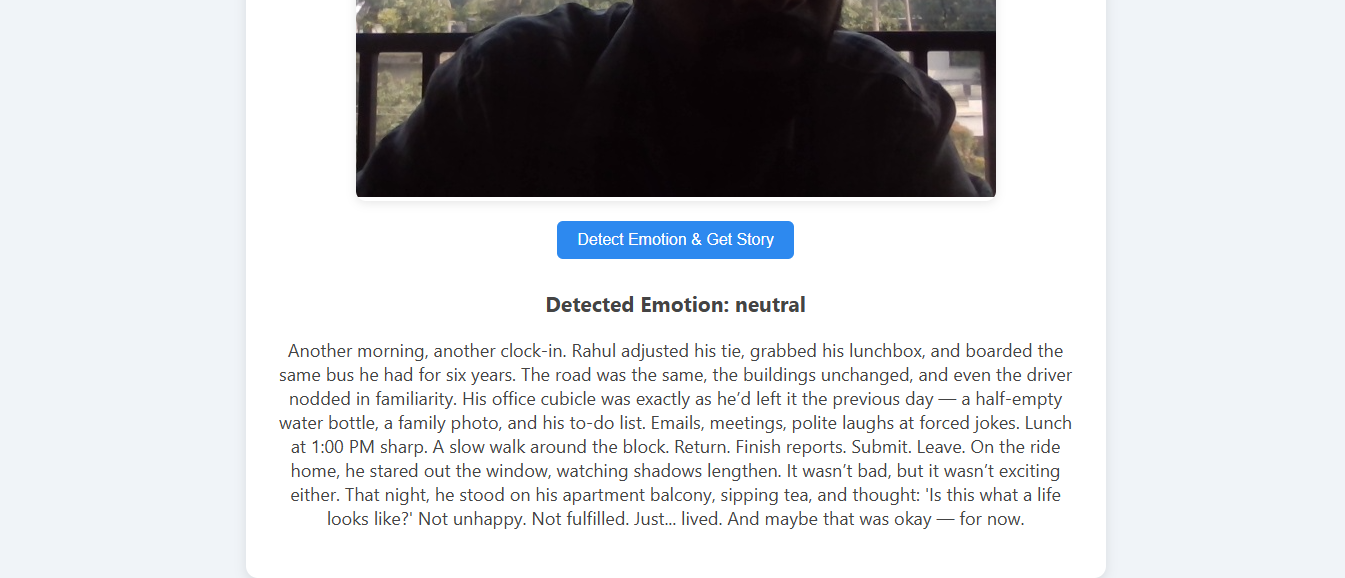 Detect Emotion & Get Story
Detected Emotion: neutral
Another morning, another clock-in. Rahul adjusted his tie, grabbed his lunchbox, and boarded the
same bus he had for six years. The road was the same, the buildings unchanged, and even the driver
nodded in familiarity. His office cubicle was exactly as he’d left it the previous day — a half-empty
water bottle, a family photo, and his to-do list. Emails, meetings, polite laughs at forced jokes. Lunch
at 1:00 PM sharp. A slow walk around the block. Return. Finish reports. Submit. Leave. On the ride
home, he stared out the window, watching shadows lengthen. It wasn’t bad, but it wasn’t exciting
either. That night, he stood on his apartment balcony, sipping tea, and thought: 'Is this what a life
looks like?' Not unhappy. Not fulfilled. Just... lived. And maybe that was okay — for now.